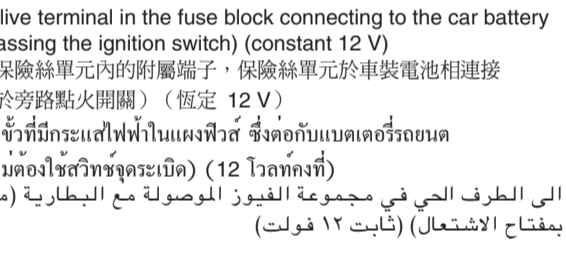 live terminal in the fuse block connecting to the car battery
assing the ignition switch) (constant 12 V)
保險絲單元內的附屬端子，保險絲單元於車裝電池相連接
於旁路點火開關）（恆定 12 V）
ขั้วที่มีกระแสไฟฟ้าในแผงฟิวส์ ซึ่งต่อกับแบตเตอรี่รถยนต
ม่ต้องใช้สวิทช์จุดระเบิด) (12 โวลท์คงที่)
الى الطرف الحي في مجموعة الفيوز الموصولة مع البطارية (م
بمفتاح الاشتعال) (ثابت ١٢ فولت)